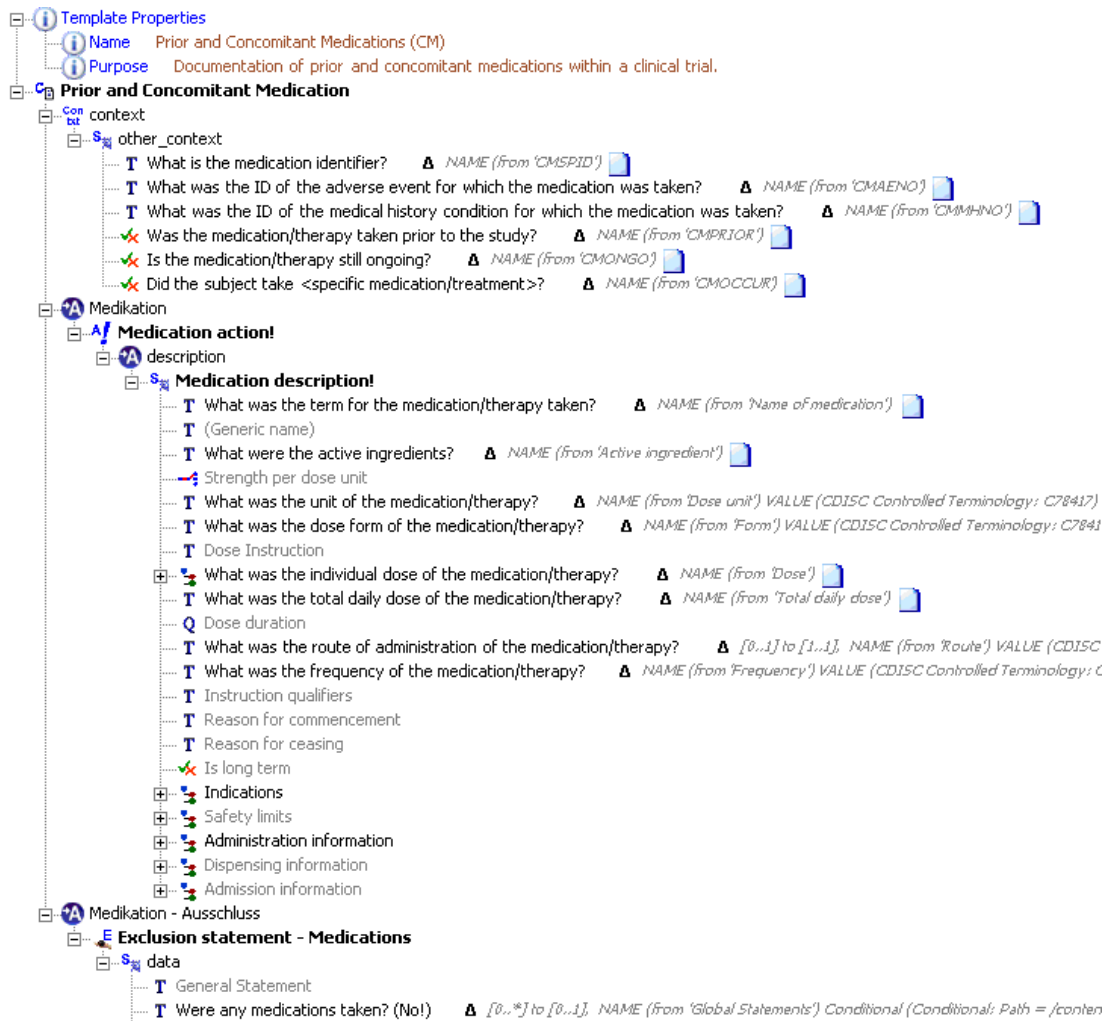 Template Properties
Name Prior and Concomitant Medications (CM)
Purpose Documentation of prior and concomitant medications within a clinical trial.
Prior and Concomitant Medication
context
other_context
T What is the medication identifier? Δ NAME (from 'CMSPID')
T What was the ID of the adverse event for which the medication was taken? Δ NAME (from 'CMAENO')
T What was the ID of the medical history condition for which the medication was taken? Δ NAME (from 'CMMHNO')
Was the medication/therapy taken prior to the study? Δ NAME (from 'CMPRIOR')
Is the medication/therapy still ongoing? Δ NAME (from 'CMONGO')
Did the subject take <specific medication/treatment>? Δ NAME (from 'CMOCCUR')
Medikation
Medication action!
description
Medication description!
T What was the term for the medication/therapy taken? Δ NAME (from 'Name of medication')
T (Generic name)
T What were the active ingredients? Δ NAME (from 'Active ingredient')
Strength per dose unit
T What was the unit of the medication/therapy? Δ NAME (from 'Dose unit') VALUE (CDISC Controlled Terminology: C78417)
T What was the dose form of the medication/therapy? Δ NAME (from 'Form') VALUE (CDISC Controlled Terminology: C7841
T Dose Instruction
What was the individual dose of the medication/therapy? Δ NAME (from 'Dose')
T What was the total daily dose of the medication/therapy? Δ NAME (from 'Total daily dose')
Q Dose duration
T What was the route of administration of the medication/therapy? Δ [0..1] to [1..1], NAME (from 'Route') VALUE (CDISC
T What was the frequency of the medication/therapy? Δ NAME (from 'Frequency') VALUE (CDISC Controlled Terminology: C
T Instruction qualifiers
T Reason for commencement
T Reason for ceasing
Is long term
Indications
Safety limits
Administration information
Dispensing information
Admission information
Medikation - Ausschluss
Exclusion statement - Medications
data
T General Statement
T Were any medications taken? (No!) Δ [0..*] to [0..1], NAME (from 'Global Statements') Conditional (Conditional: Path = /conten